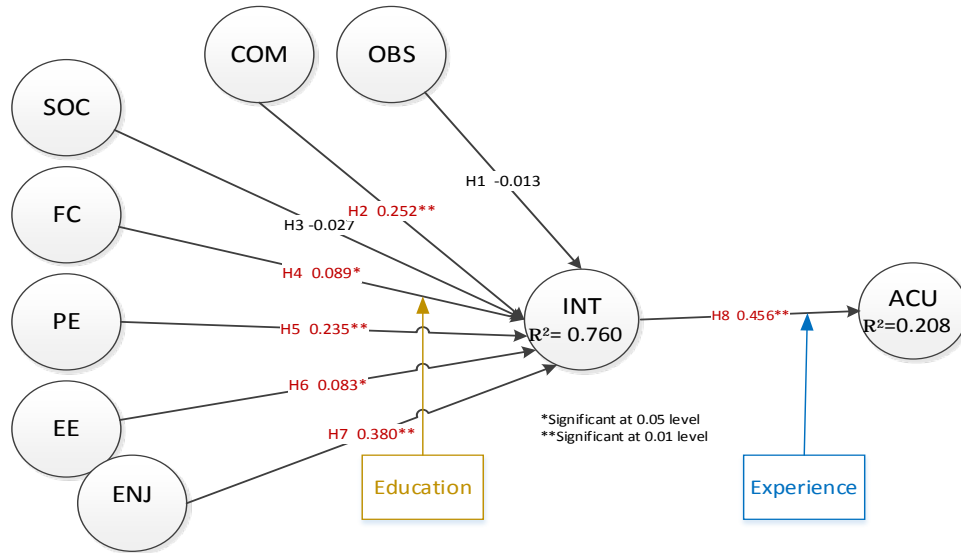 COM
OBS
SOC
H1 -0.013
FC
H2 0.252**
H3 -0.027
H4 0.089*
INT
R²= 0.760
ACU
R²=0.208
PE
H5 0.235**
H8 0.456**
H6 0.083*
EE
H7 0.380**
*Significant at 0.05 level
**Significant at 0.01 level
ENJ
Education
Experience